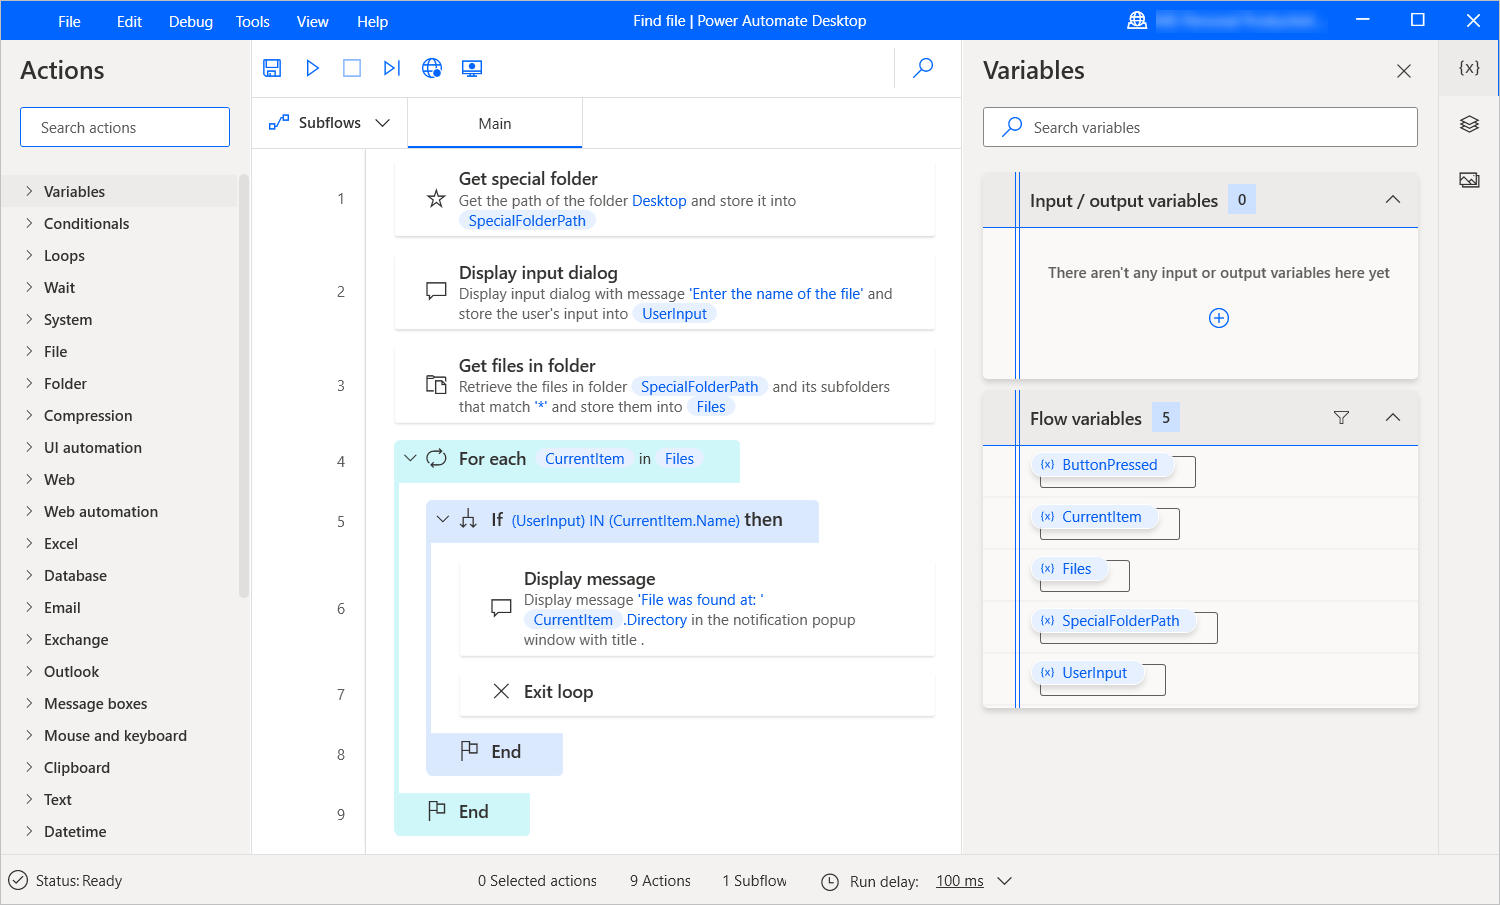 File Edit Debug Tools View Help Find file | Power Automate Desktop
Actions
Search actions
Variables
Conditionals
Loops
Wait
System
File
Folder
Compression
UI automation
Web
Web automation
Excel
Database
Email
Exchange
Outlook
Message boxes
Mouse and keyboard
Clipboard
Text
Datetime
Subflows
Main
1
Get special folder
Get the path of the folder Desktop and store it into
SpecialFolderPath
2
Display input dialog
Display input dialog with message 'Enter the name of the file' and
store the user's input into UserInput
3
Get files in folder
Retrieve the files in folder SpecialFolderPath and its subfolders
that match '*' and store them into Files
4
For each CurrentItem in Files
5
If (UserInput) IN (CurrentItem.Name) then
6
Display message
Display message 'File was found at: '
CurrentItem .Directory in the notification popup
window with title .
7
Exit loop
8
End
9
End
Variables
{x}
Search variables
Input / output variables 0
There aren't any input or output variables here yet
Flow variables 5
{x} ButtonPressed
{x} CurrentItem
{x} Files
{x} SpecialFolderPath
{x} UserInput
Status: Ready 0 Selected actions 9 Actions 1 Subflow Run delay: 100 ms